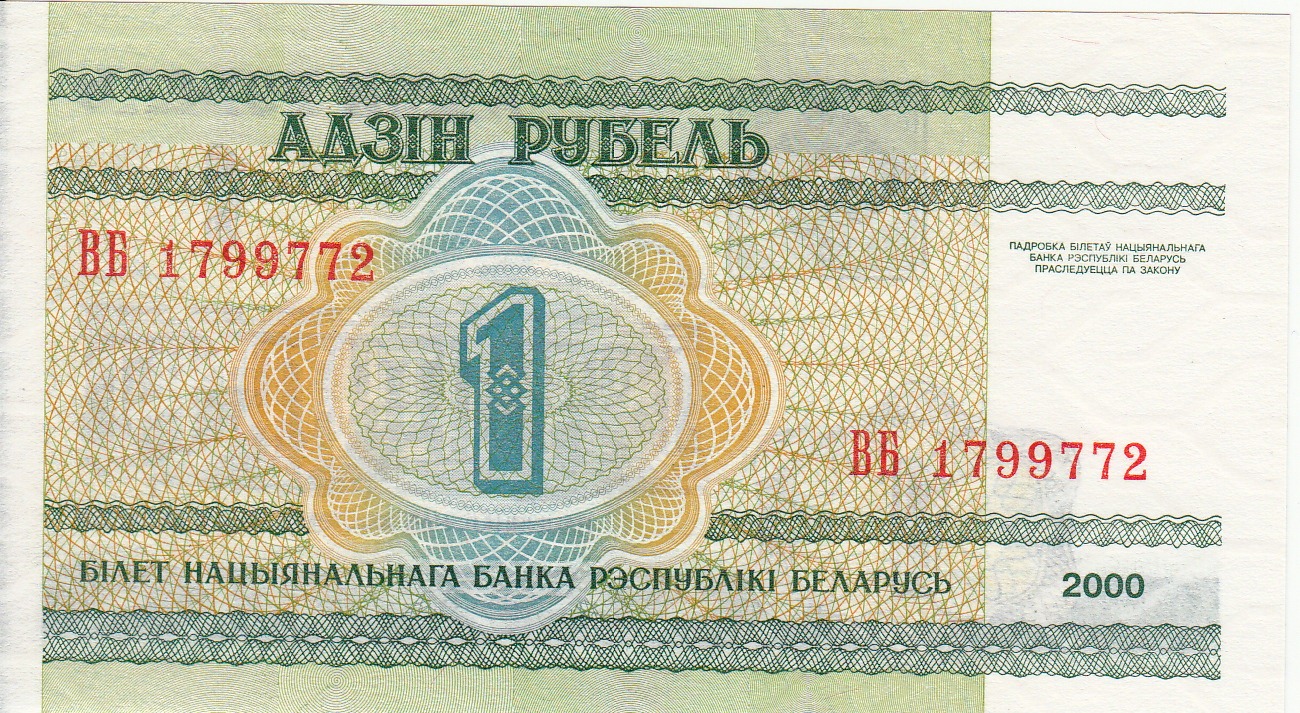 АДЗІН РУБЕЛЬ
ВБ 1799772
ПАДРОБКА БІЛЕТАЎ НАЦЫЯНАЛЬНАГА
БАНКА РЭСПУБЛІКІ БЕЛАРУСЬ
ПРАСЛЕДУЕЦЦА ПА ЗАКОНУ
1
ВБ 1799772
БІЛЕТ НАЦЫЯНАЛЬНАГА БАНКА РЭСПУБЛІКІ БЕЛАРУСЬ
2000